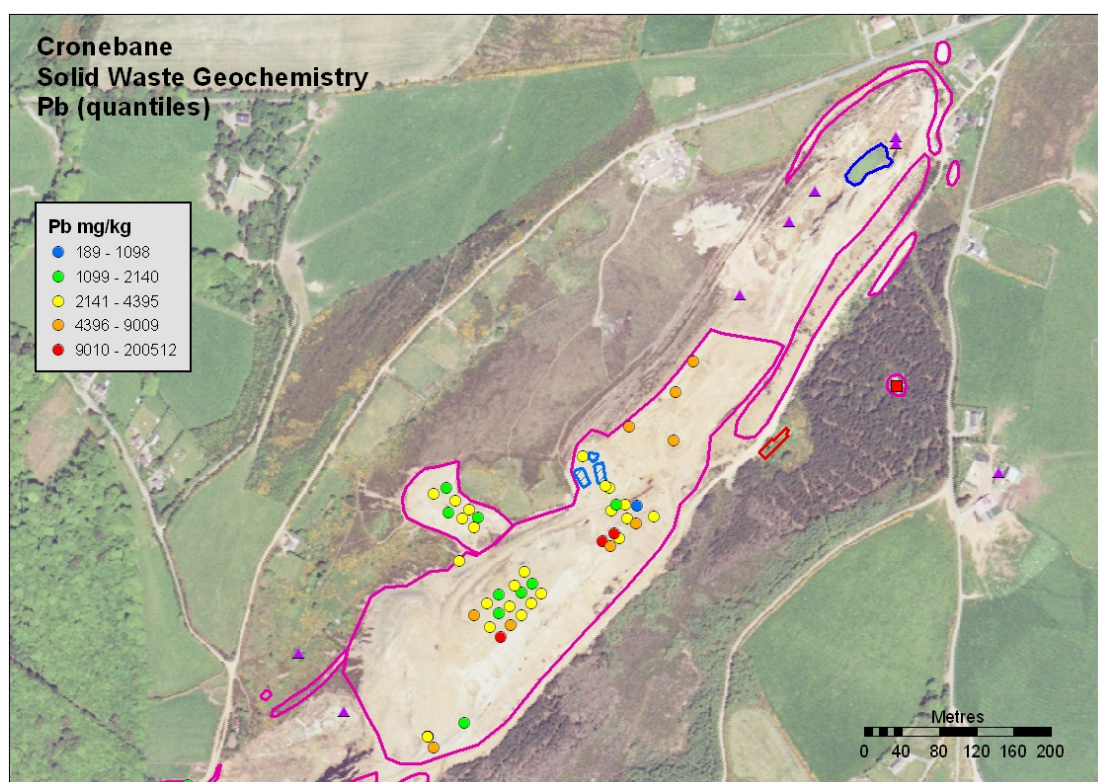 Cronebane
Solid Waste Geochemistry
Pb (quantiles)
Pb mg/kg
189 - 1098
1099 - 2140
2141 - 4395
4396 - 9009
9010 - 200512
Metres
0 40 80 120 160 200